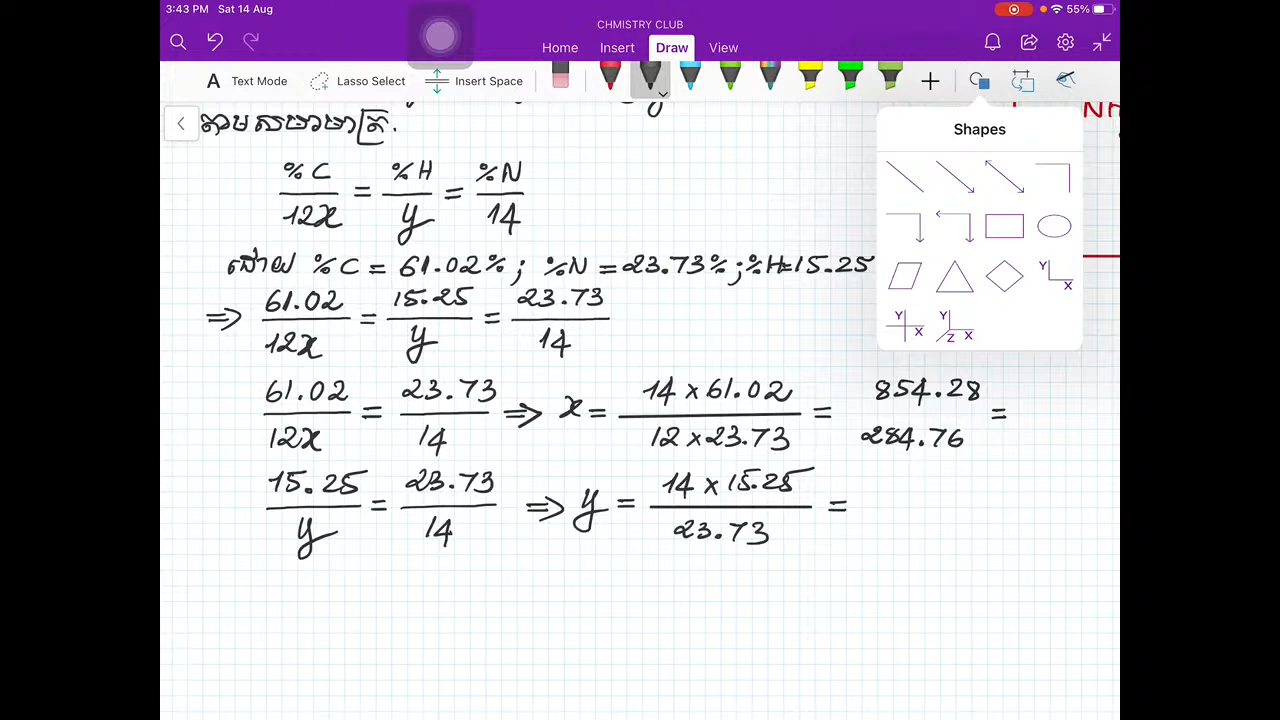 3:43 PM Sat 14 Aug 55%
CHMISTRY CLUB
Home Insert Draw View
A Text Mode Lasso Select Insert Space
តាមសមាមាត្រ.
Shapes
%C/12x = %H/y = %N/14
ដោយ %C = 61.02% ; %N = 23.73% ; %H=15.25
⇒ 61.02/12x = 15.25/y = 23.73/14
61.02/12x = 23.73/14 ⇒ x = 14 × 61.02/12 × 23.73 = 854.28/284.76 =
15.25/y = 23.73/14 ⇒ y = 14 × 15.25/23.73 =